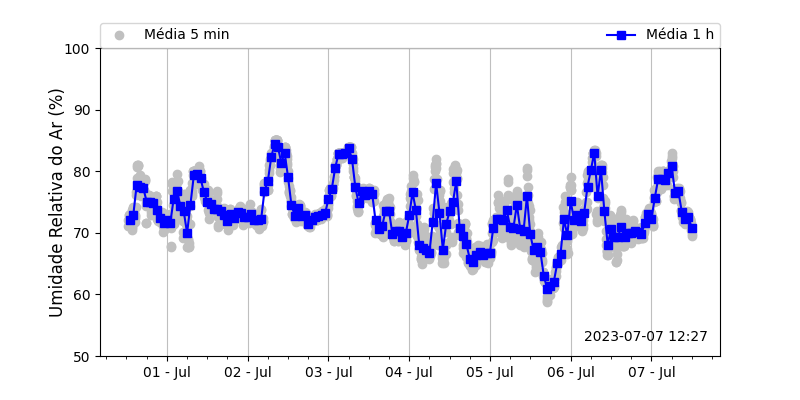 Média 5 min Média 1 h
Umidade Relativa do Ar (%)
100
90
80
70
60
50
2023-07-07 12:27
01 - Jul 02 - Jul 03 - Jul 04 - Jul 05 - Jul 06 - Jul 07 - Jul